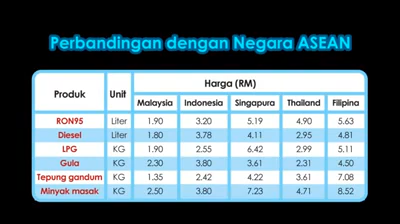 Perbandingan dengan Negara ASEAN
Produk Unit Harga (RM)
Malaysia Indonesia Singapura Thailand Filipina
RON95 Liter 1.90 3.20 5.19 4.90 5.63
Diesel Liter 1.80 3.78 4.11 2.95 4.81
LPG KG 1.90 2.55 6.42 2.99 5.11
Gula KG 2.30 3.80 3.61 2.31 4.50
Tepung gandum KG 1.35 2.42 4.22 3.61 7.08
Minyak masak KG 2.50 3.80 7.23 4.71 8.52